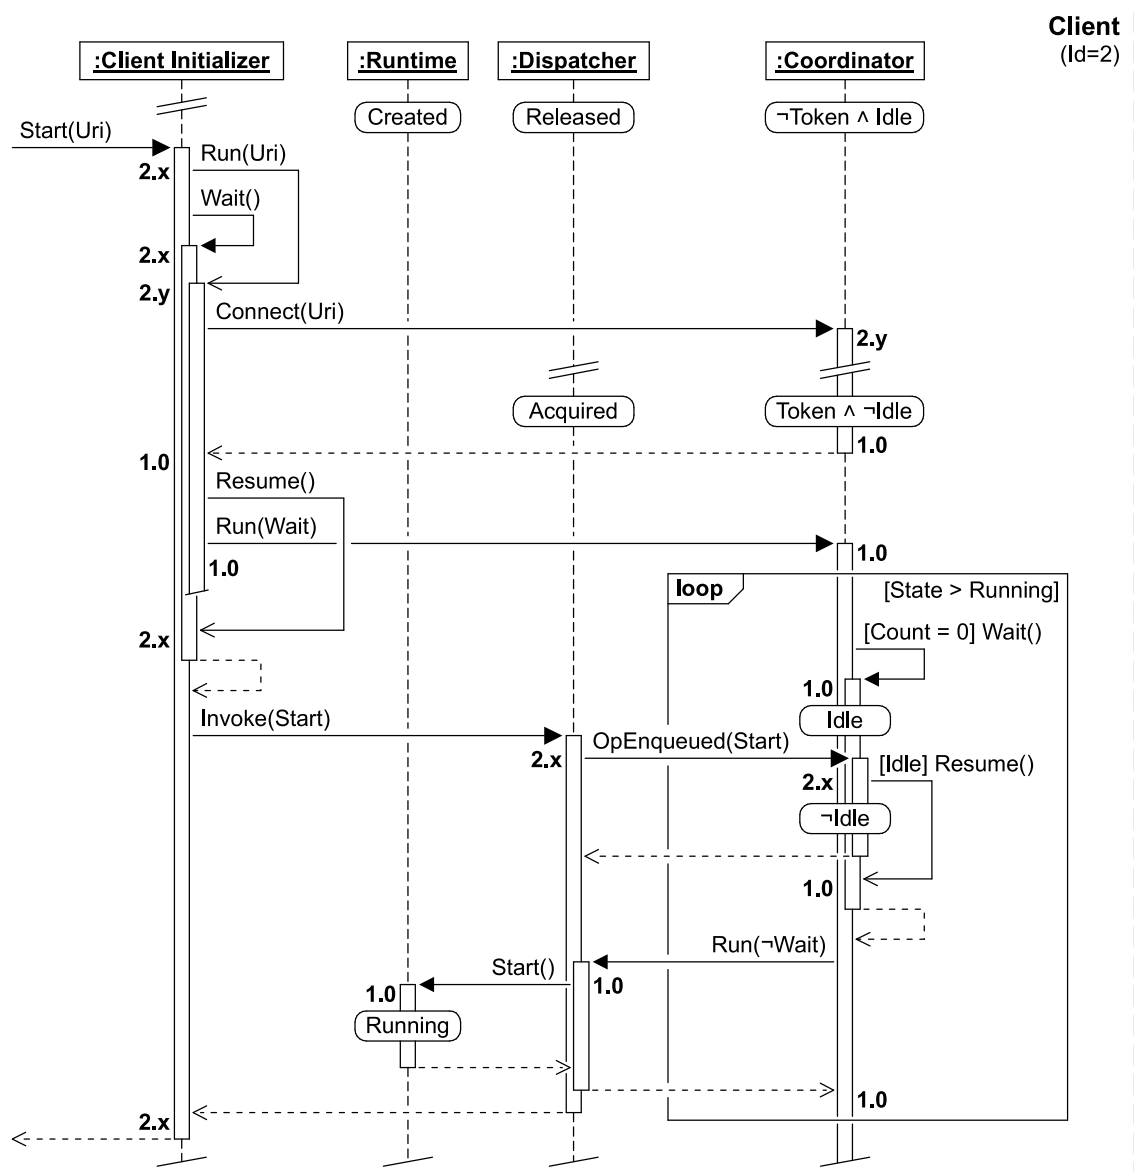 Client
(Id=2)
:Client Initializer
:Runtime
:Dispatcher
:Coordinator
Created
Released
¬Token ∧ Idle
Start(Uri)
Run(Uri)
2.x
Wait()
2.x
2.y
Connect(Uri)
2.y
Acquired
Token ∧ ¬Idle
1.0
1.0
Resume()
Run(Wait)
1.0
1.0
loop
[State > Running]
2.x
[Count = 0] Wait()
1.0
Idle
Invoke(Start)
OpEnqueued(Start)
2.x
[Idle] Resume()
2.x
¬Idle
1.0
Run(¬Wait)
Start()
1.0
1.0
Running
1.0
2.x